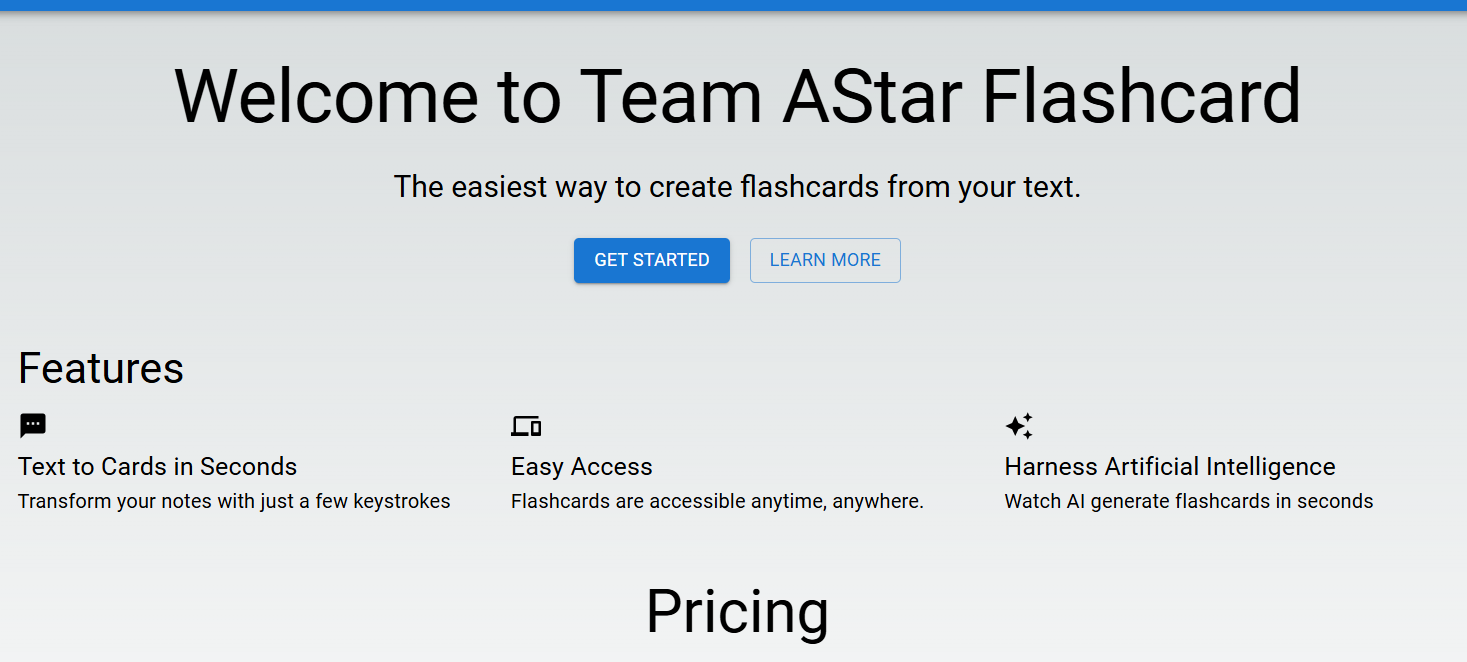 Welcome to Team AStar Flashcard
The easiest way to create flashcards from your text.
GET STARTED
LEARN MORE
Features
Text to Cards in Seconds
Transform your notes with just a few keystrokes
Easy Access
Flashcards are accessible anytime, anywhere.
Harness Artificial Intelligence
Watch AI generate flashcards in seconds
Pricing